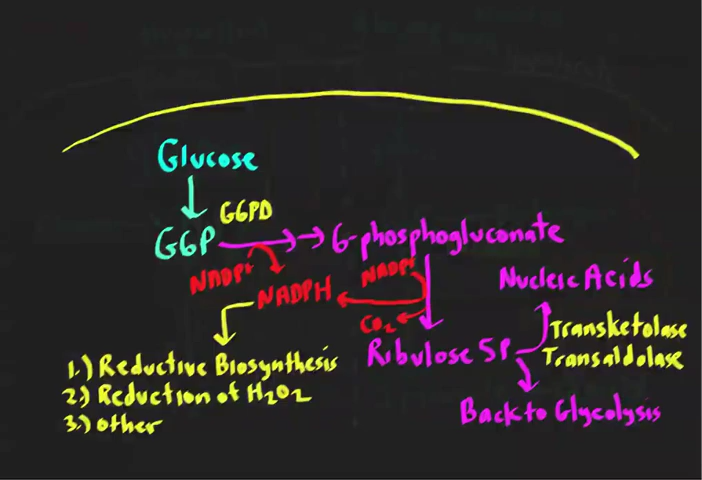 Glucose
G6PD
G6P
6-phosphogluconate
NADP+
NADPH
NADP+
CO2
Nucleic Acids
Ribulose 5P
Transketolase
Transaldolase
Back to Glycolysis
1.) Reductive Biosynthesis
2.) Reduction of H2O2
3.) other